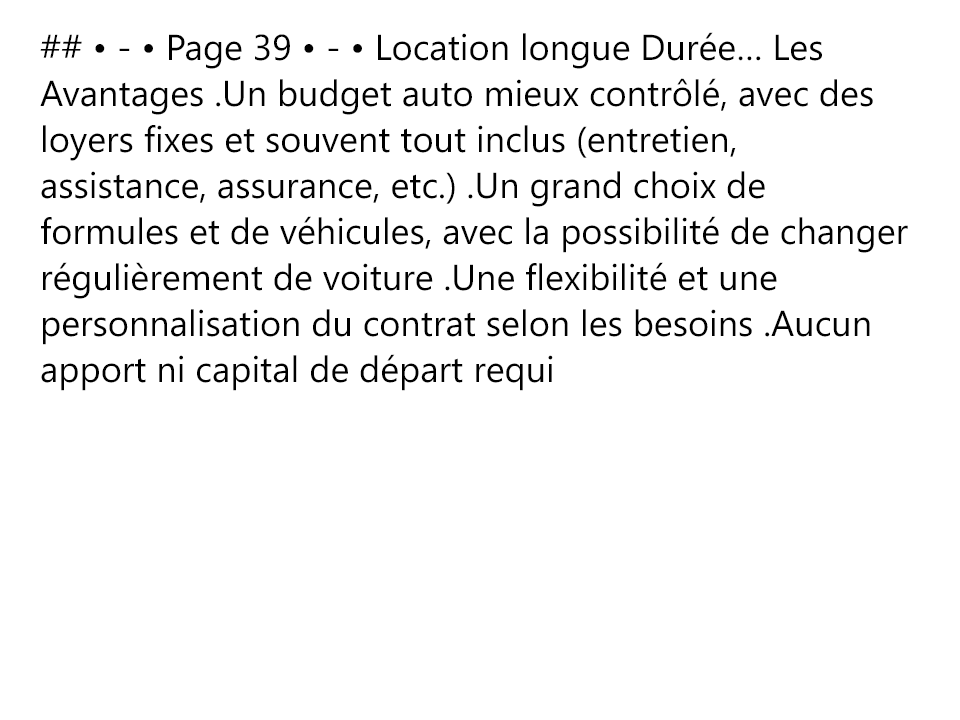 ## • - • Page 39 • - • Location longue Durée… Les
Avantages .Un budget auto mieux contrôlé, avec des
loyers fixes et souvent tout inclus (entretien,
assistance, assurance, etc.) .Un grand choix de
formules et de véhicules, avec la possibilité de changer
régulièrement de voiture .Une flexibilité et une
personnalisation du contrat selon les besoins .Aucun
apport ni capital de départ requi